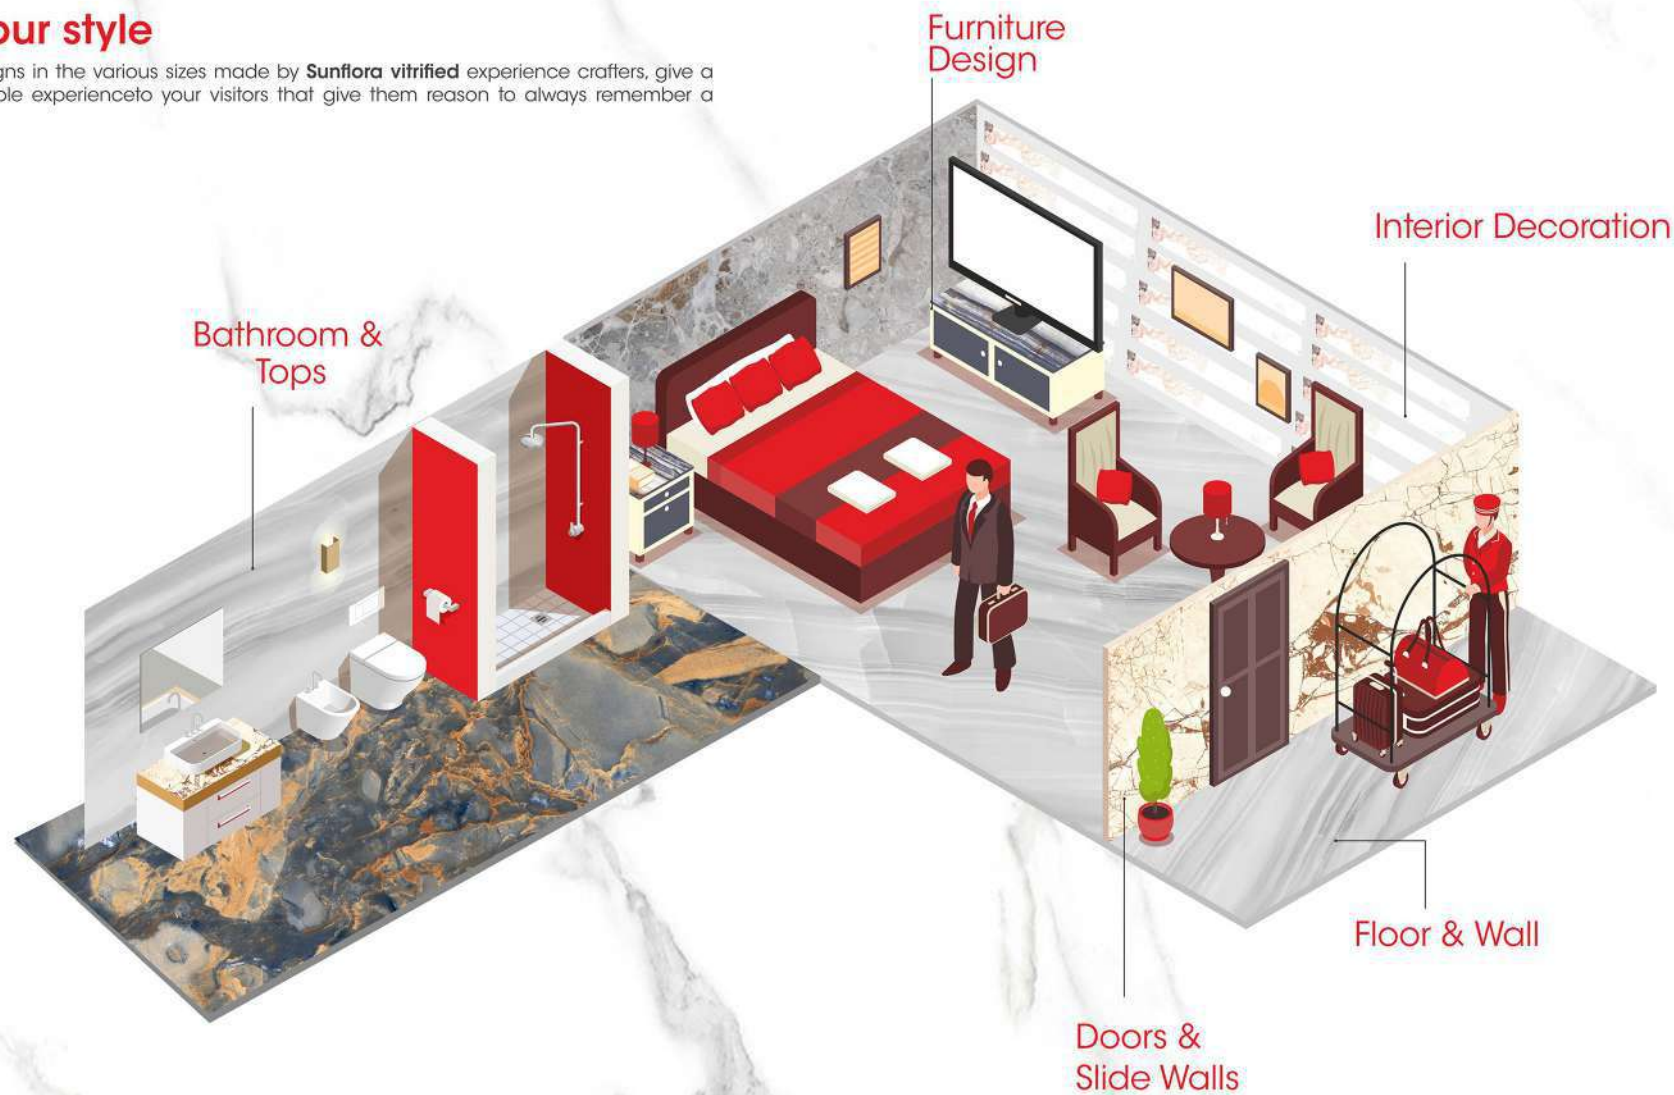 our style
gns in the various sizes made by Sunflora vitrified experience crafters, give a
ble experienceto your visitors that give them reason to always remember a
Furniture
Design
Interior Decoration
Bathroom &
Tops
Floor & Wall
Doors &
Slide Walls